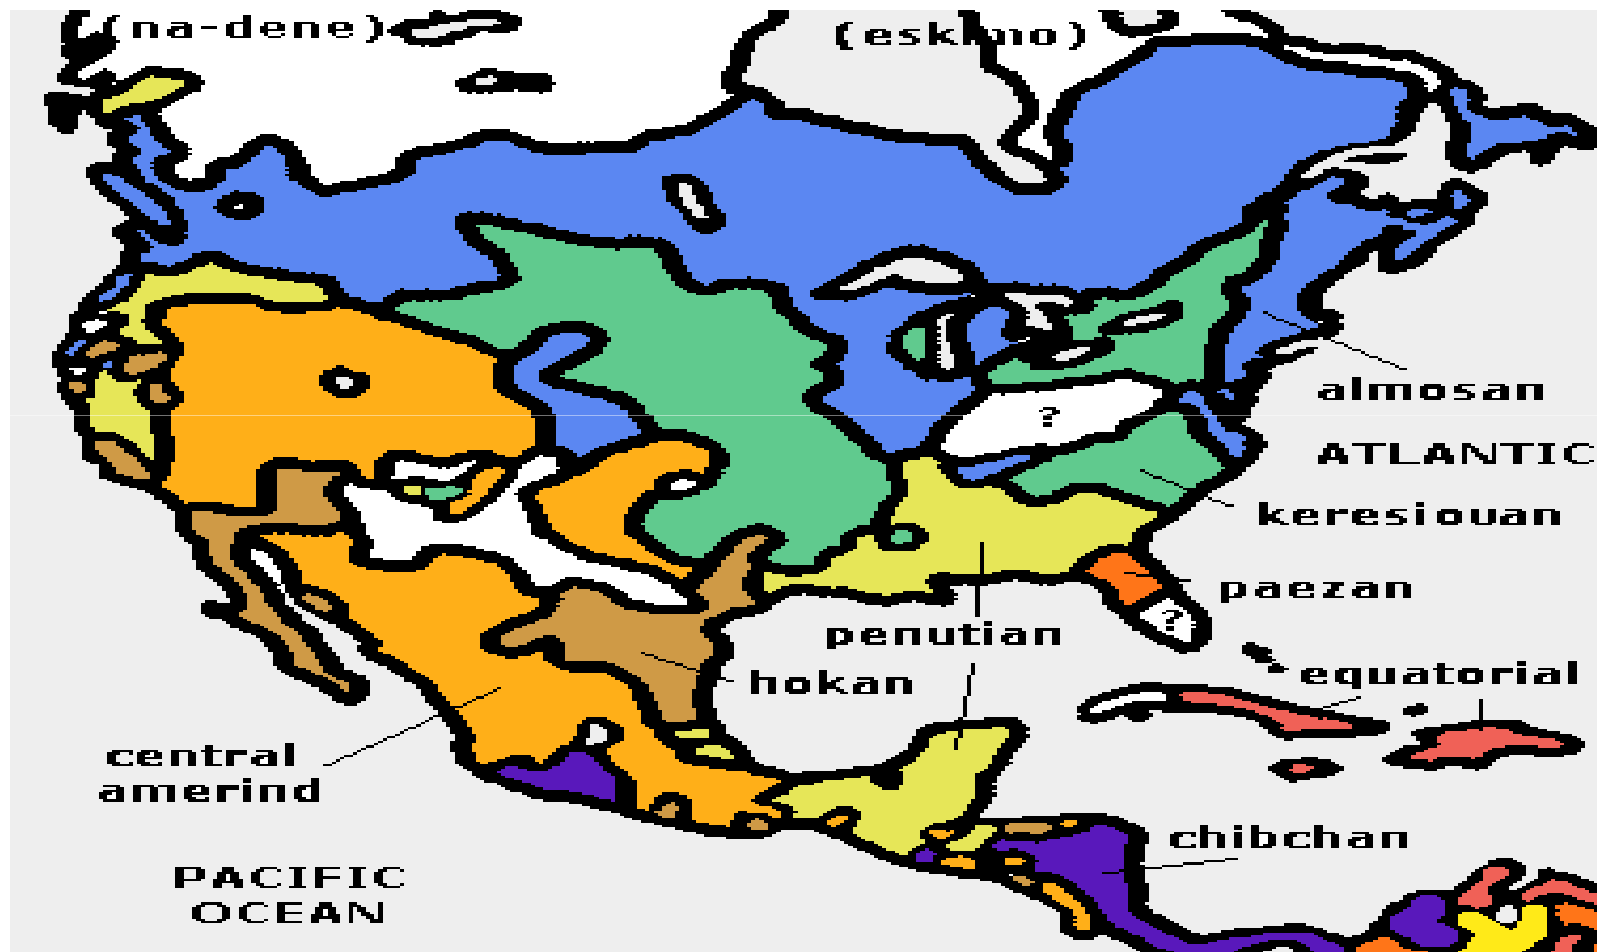 (na-dene)
(eskimo)
almosan
?
ATLANTIC
keresiouan
paezan
?
penutian
equatorial
hokan
central
amerind
chibchan
PACIFIC
OCEAN